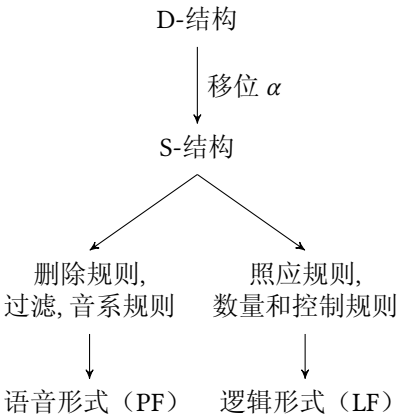 D-结构
移位 α
S-结构
删除规则,
过滤, 音系规则
照应规则,
数量和控制规则
语音形式（PF）
逻辑形式（LF）